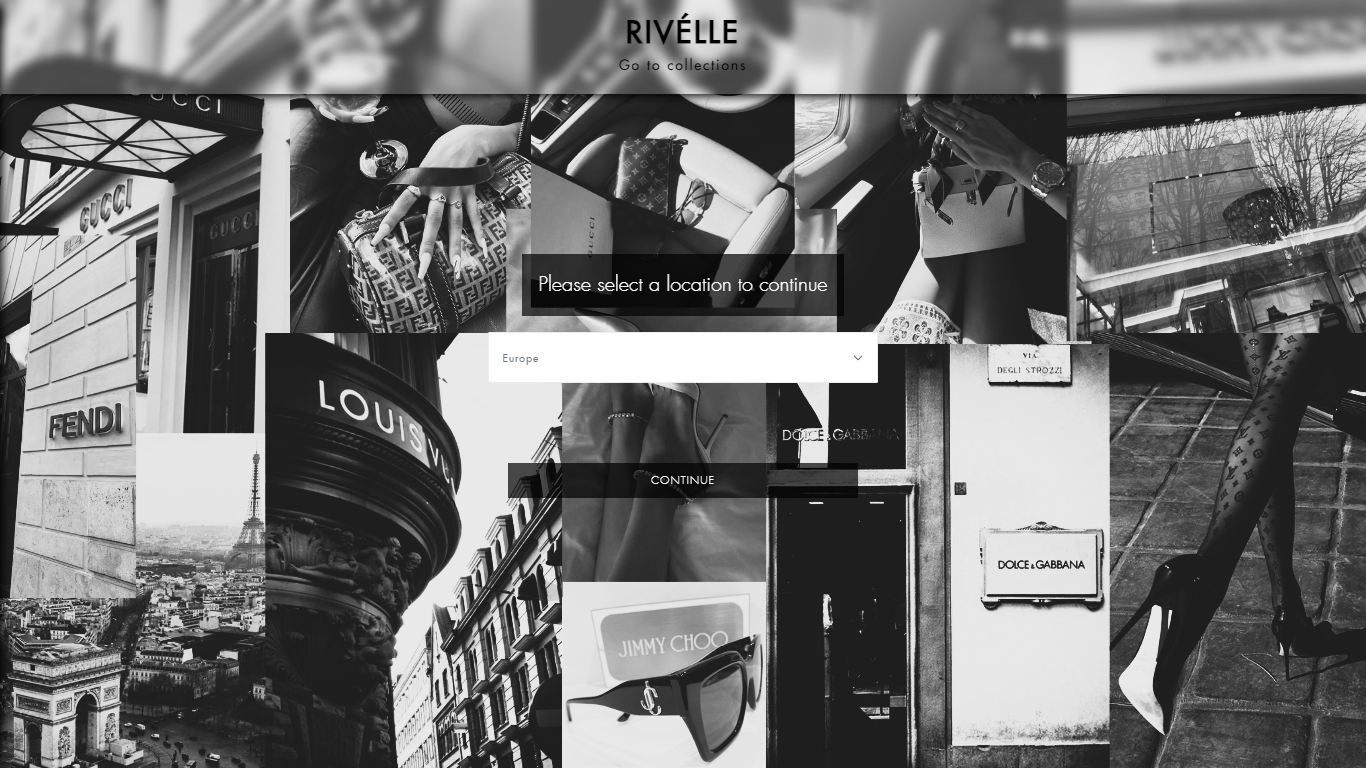 RIVÉLLE
Go to collections
GUCCI
GUCCI
GUCCI
GUCCI
Please select a location to continue
Europe
VIA
DEGLI STROZZI
LOUIS
DOLCE & GABBANA
FENDI
CONTINUE
DOLCE & GABBANA
JIMMY CHOO